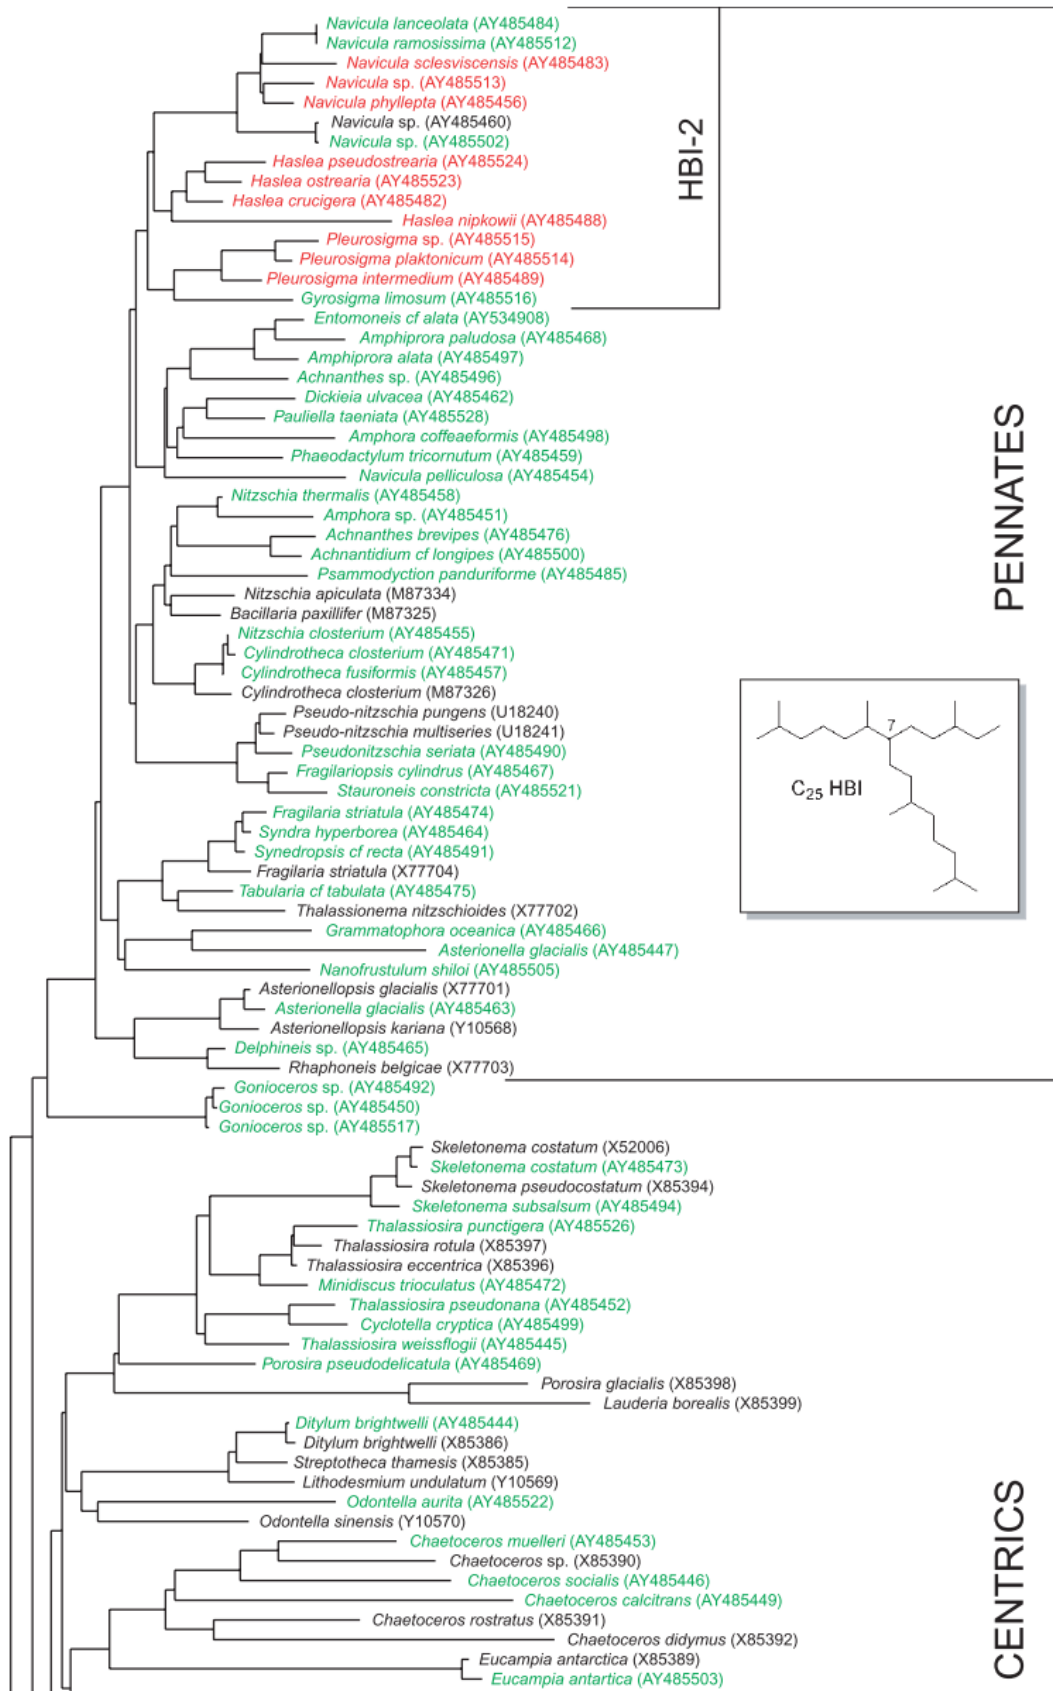 Navicula lanceolata (AY485484)
Navicula ramosissima (AY485512)
Navicula sclesviscensis (AY485483)
Navicula sp. (AY485513)
Navicula phyllepta (AY485456)
Navicula sp. (AY485460)
Navicula sp. (AY485502)
Haslea pseudostrearia (AY485524)
Haslea ostrearia (AY485523)
Haslea crucigera (AY485482)
Haslea nipkowii (AY485488)
Pleurosigma sp. (AY485515)
Pleurosigma plaktonicum (AY485514)
Pleurosigma intermedium (AY485489)
Gyrosigma limosum (AY485516)
HBI-2
Entomoneis cf alata (AY534908)
Amphiprora paludosa (AY485468)
Amphiprora alata (AY485497)
Achnanthes sp. (AY485496)
Dickieia ulvacea (AY485462)
Pauliella taeniata (AY485528)
Amphora coffeaeformis (AY485498)
Phaeodactylum tricornutum (AY485459)
Navicula pelliculosa (AY485454)
Nitzschia thermalis (AY485458)
Amphora sp. (AY485451)
Achnanthes brevipes (AY485476)
Achnantidium cf longipes (AY485500)
Psammodyction panduriforme (AY485485)
Nitzschia apiculata (M87334)
Bacillaria paxillifer (M87325)
Nitzschia closterium (AY485455)
Cylindrotheca closterium (AY485471)
Cylindrotheca fusiformis (AY485457)
Cylindrotheca closterium (M87326)
Pseudo-nitzschia pungens (U18240)
Pseudo-nitzschia multiseries (U18241)
Pseudonitzschia seriata (AY485490)
Fragilariopsis cylindrus (AY485467)
Stauroneis constricta (AY485521)
Fragilaria striatula (AY485474)
Syndra hyperborea (AY485464)
Synedropsis cf recta (AY485491)
Fragilaria striatula (X77704)
Tabularia cf tabulata (AY485475)
Thalassionema nitzschioides (X77702)
Grammatophora oceanica (AY485466)
Asterionella glacialis (AY485447)
Nanofrustulum shiloi (AY485505)
Asterionellopsis glacialis (X77701)
Asterionella glacialis (AY485463)
Asterionellopsis kariana (Y10568)
Delphineis sp. (AY485465)
Rhaphoneis belgicae (X77703)
PENNATES
7
C25 HBI
Gonioceros sp. (AY485492)
Gonioceros sp. (AY485450)
Gonioceros sp. (AY485517)
Skeletonema costatum (X52006)
Skeletonema costatum (AY485473)
Skeletonema pseudocostatum (X85394)
Skeletonema subsalsum (AY485494)
Thalassiosira punctigera (AY485526)
Thalassiosira rotula (X85397)
Thalassiosira eccentrica (X85396)
Minidiscus trioculatus (AY485472)
Thalassiosira pseudonana (AY485452)
Cyclotella cryptica (AY485499)
Thalassiosira weissflogii (AY485445)
Porosira pseudodelicatula (AY485469)
Porosira glacialis (X85398)
Lauderia borealis (X85399)
Ditylum brightwelli (AY485444)
Ditylum brightwelli (X85386)
Streptotheca thamesis (X85385)
Lithodesmium undulatum (Y10569)
Odontella aurita (AY485522)
Odontella sinensis (Y10570)
Chaetoceros muelleri (AY485453)
Chaetoceros sp. (X85390)
Chaetoceros socialis (AY485446)
Chaetoceros calcitrans (AY485449)
Chaetoceros rostratus (X85391)
Chaetoceros didymus (X85392)
Eucampia antarctica (X85389)
Eucampia antartica (AY485503)
CENTRICS